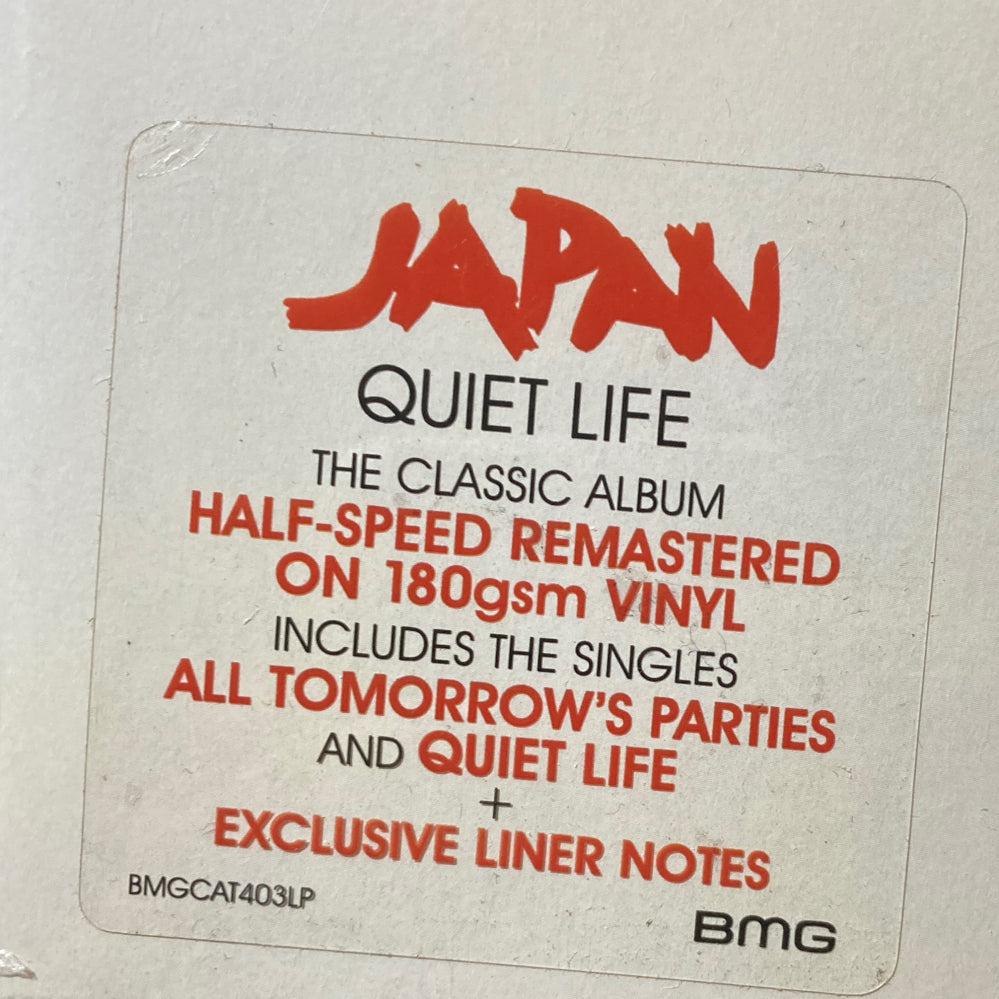 JAPAN
QUIET LIFE
THE CLASSIC ALBUM
HALF-SPEED REMASTERED
ON 180gsm VINYL
INCLUDES THE SINGLES
ALL TOMORROW'S PARTIES
AND QUIET LIFE
+
EXCLUSIVE LINER NOTES
BMGCAT403LP
BMG